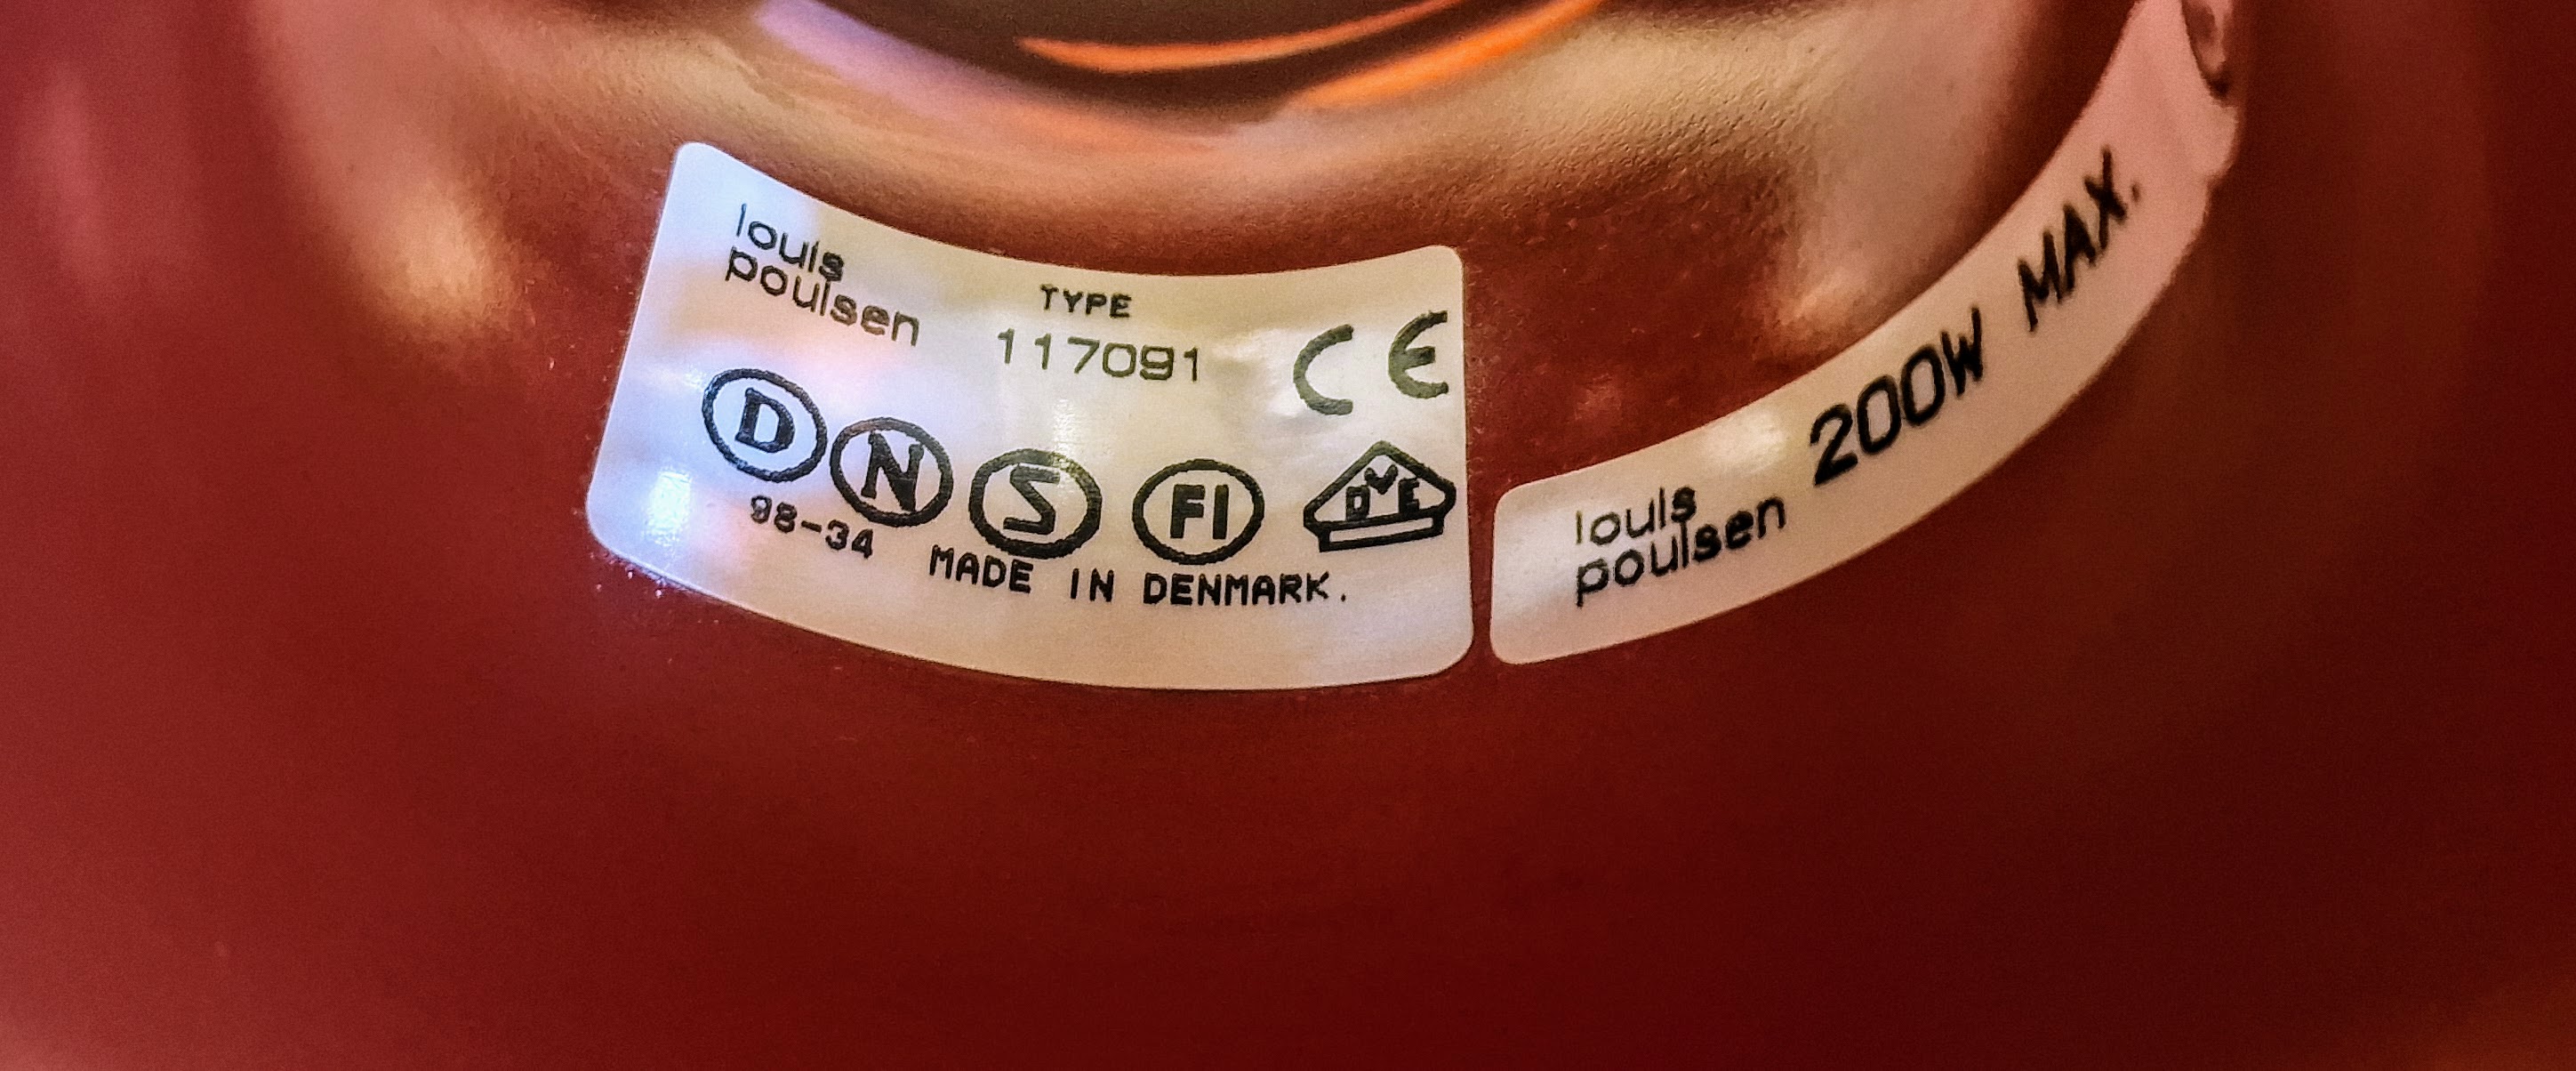 louis
poulsen
TYPE
117091
CE
D N S FI DVE
98-34
MADE IN DENMARK.
louis
poulsen
200W MAX.